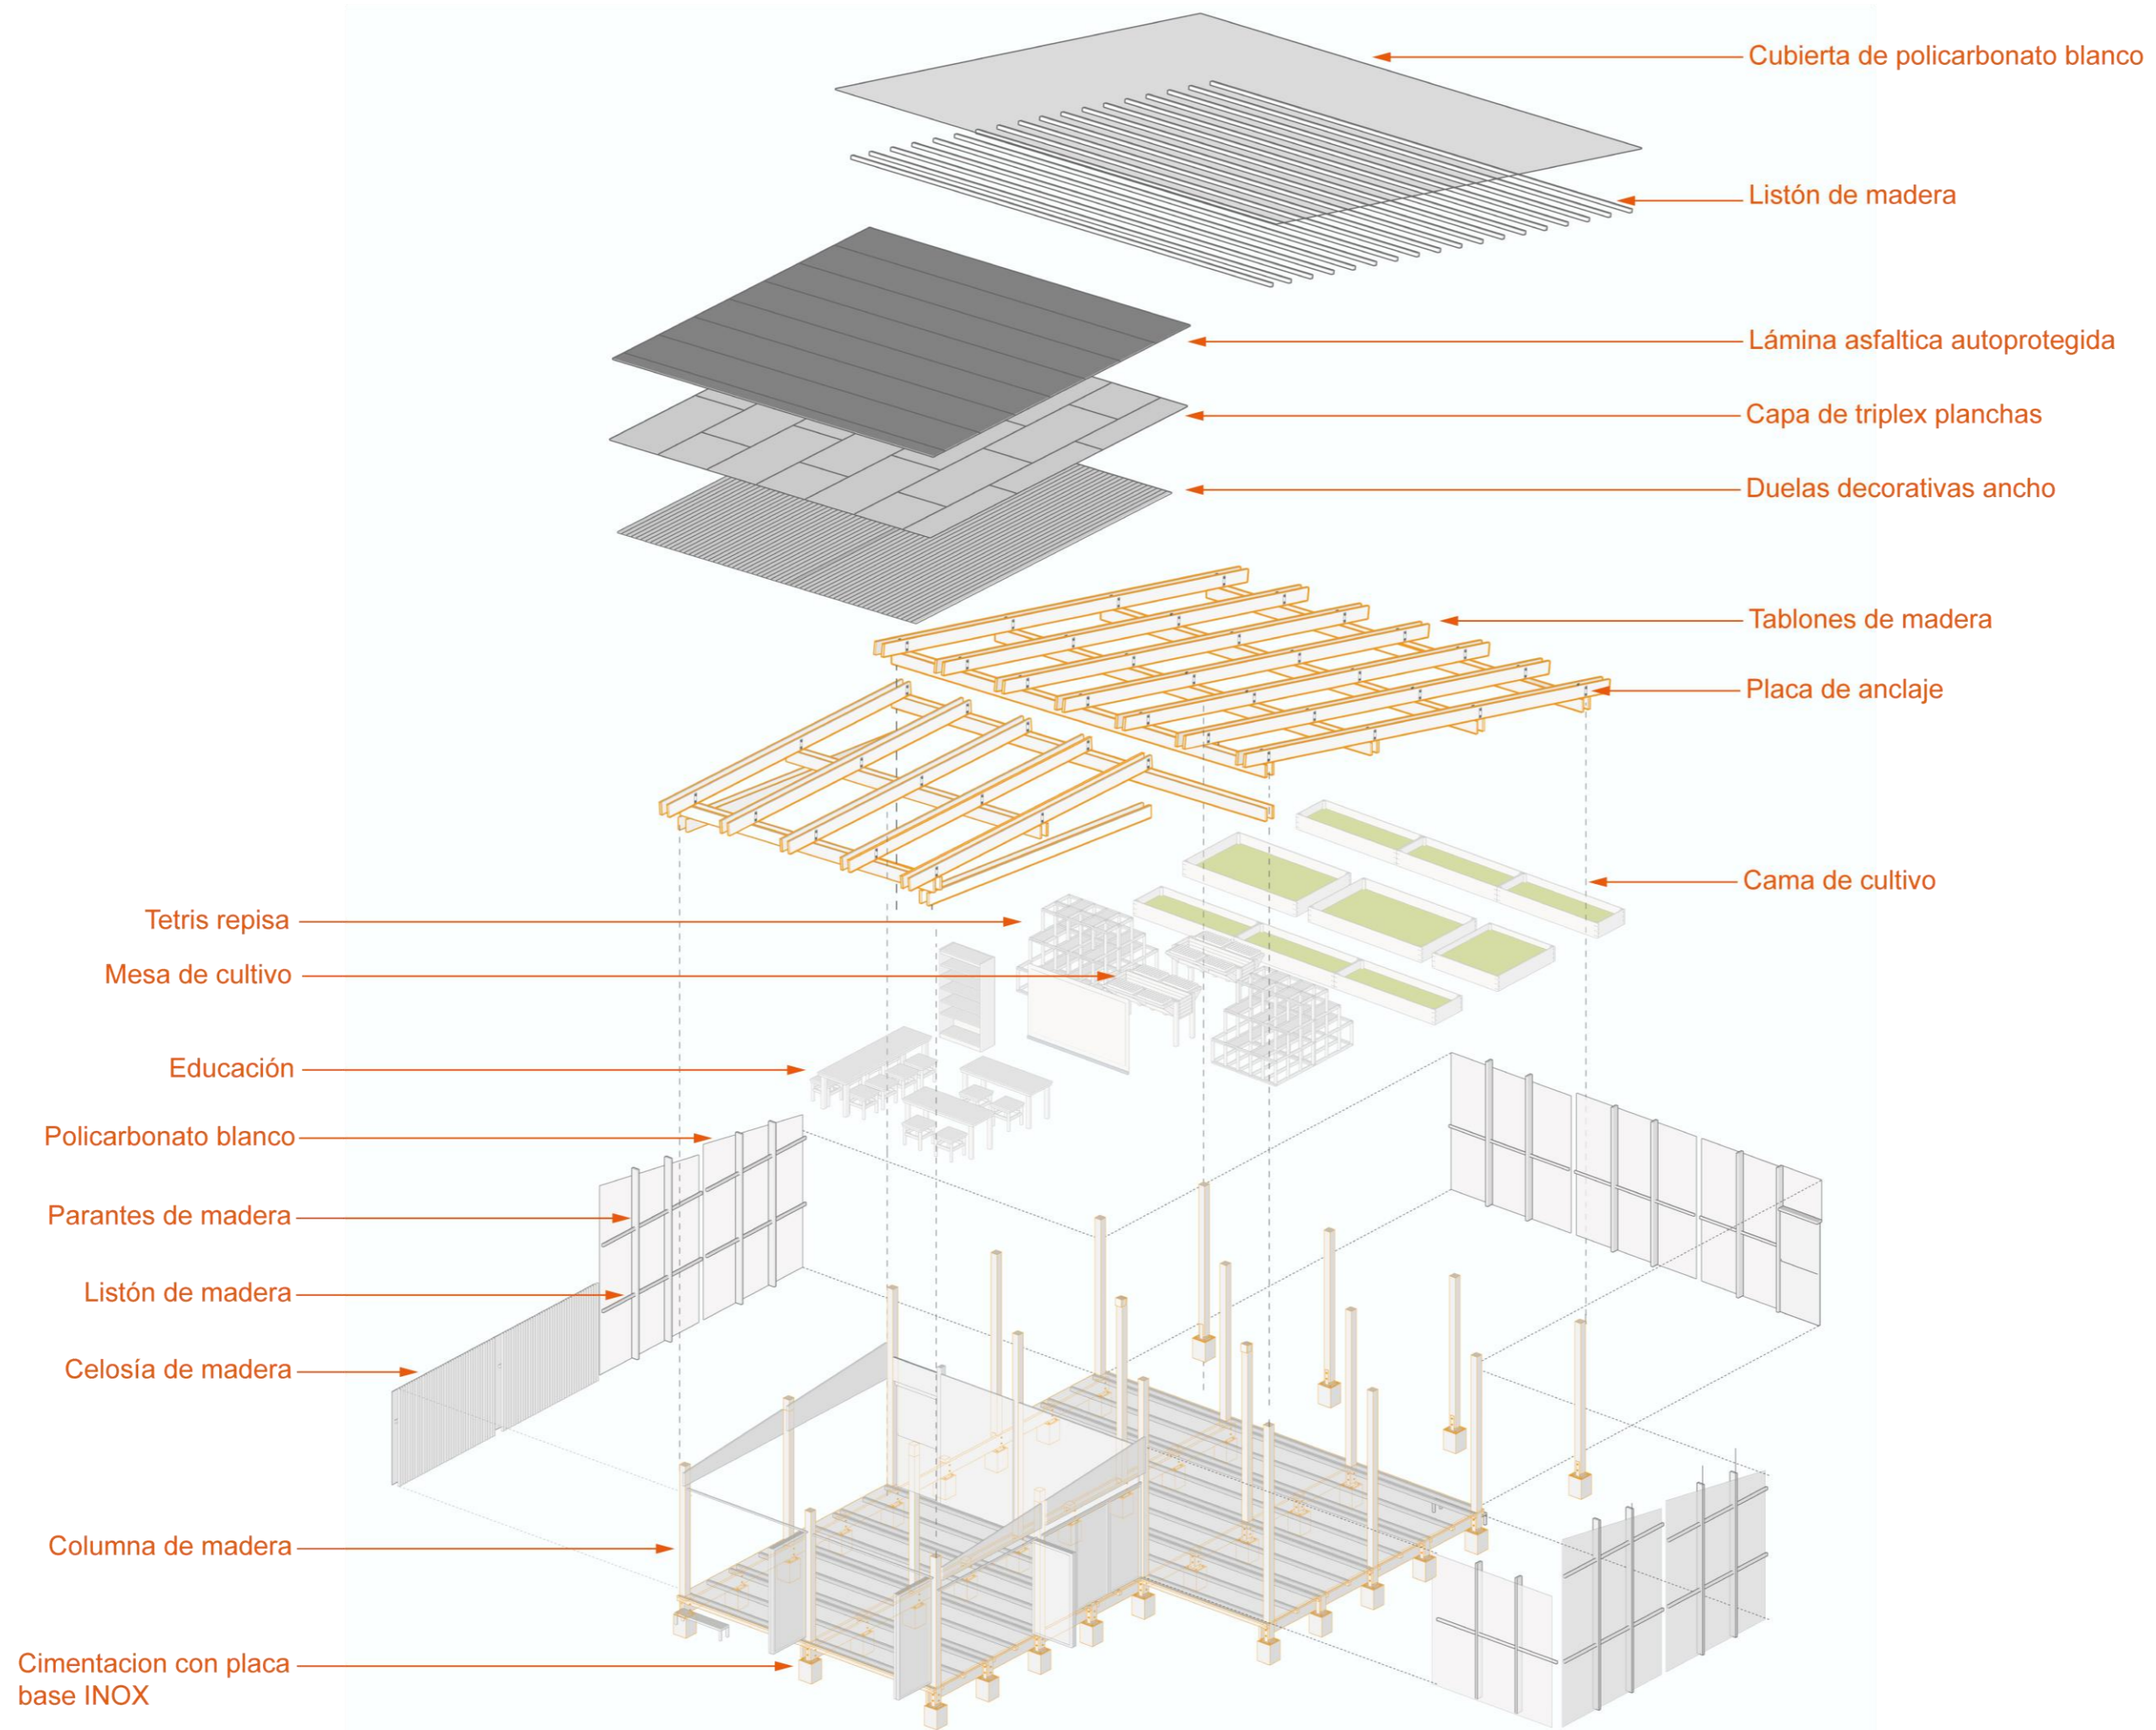 Cubierta de policarbonato blanco
Listón de madera
Lámina asfaltica autoprotegida
Capa de triplex planchas
Duelas decorativas ancho
Tablones de madera
Placa de anclaje
Cama de cultivo
Tetris repisa
Mesa de cultivo
Educación
Policarbonato blanco
Parantes de madera
Listón de madera
Celosía de madera
Columna de madera
Cimentacion con placa
base INOX